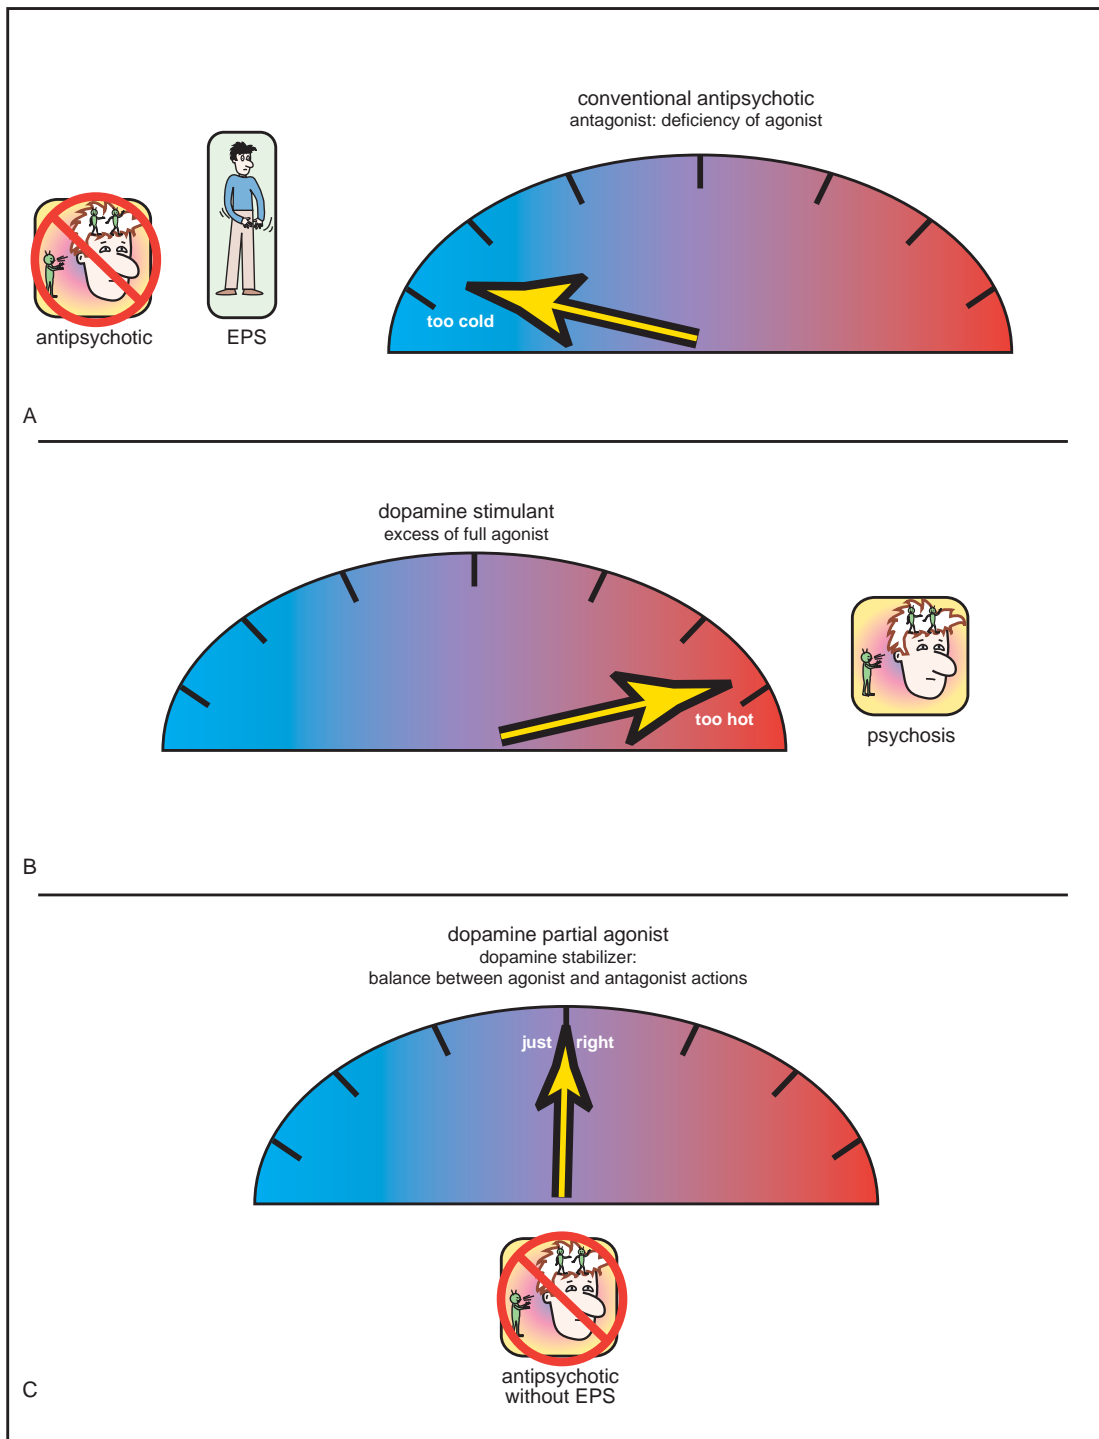 conventional antipsychotic
antagonist: deficiency of agonist
too cold
antipsychotic
EPS
A
dopamine stimulant
excess of full agonist
too hot
psychosis
B
dopamine partial agonist
dopamine stabilizer:
balance between agonist and antagonist actions
just right
antipsychotic
without EPS
C